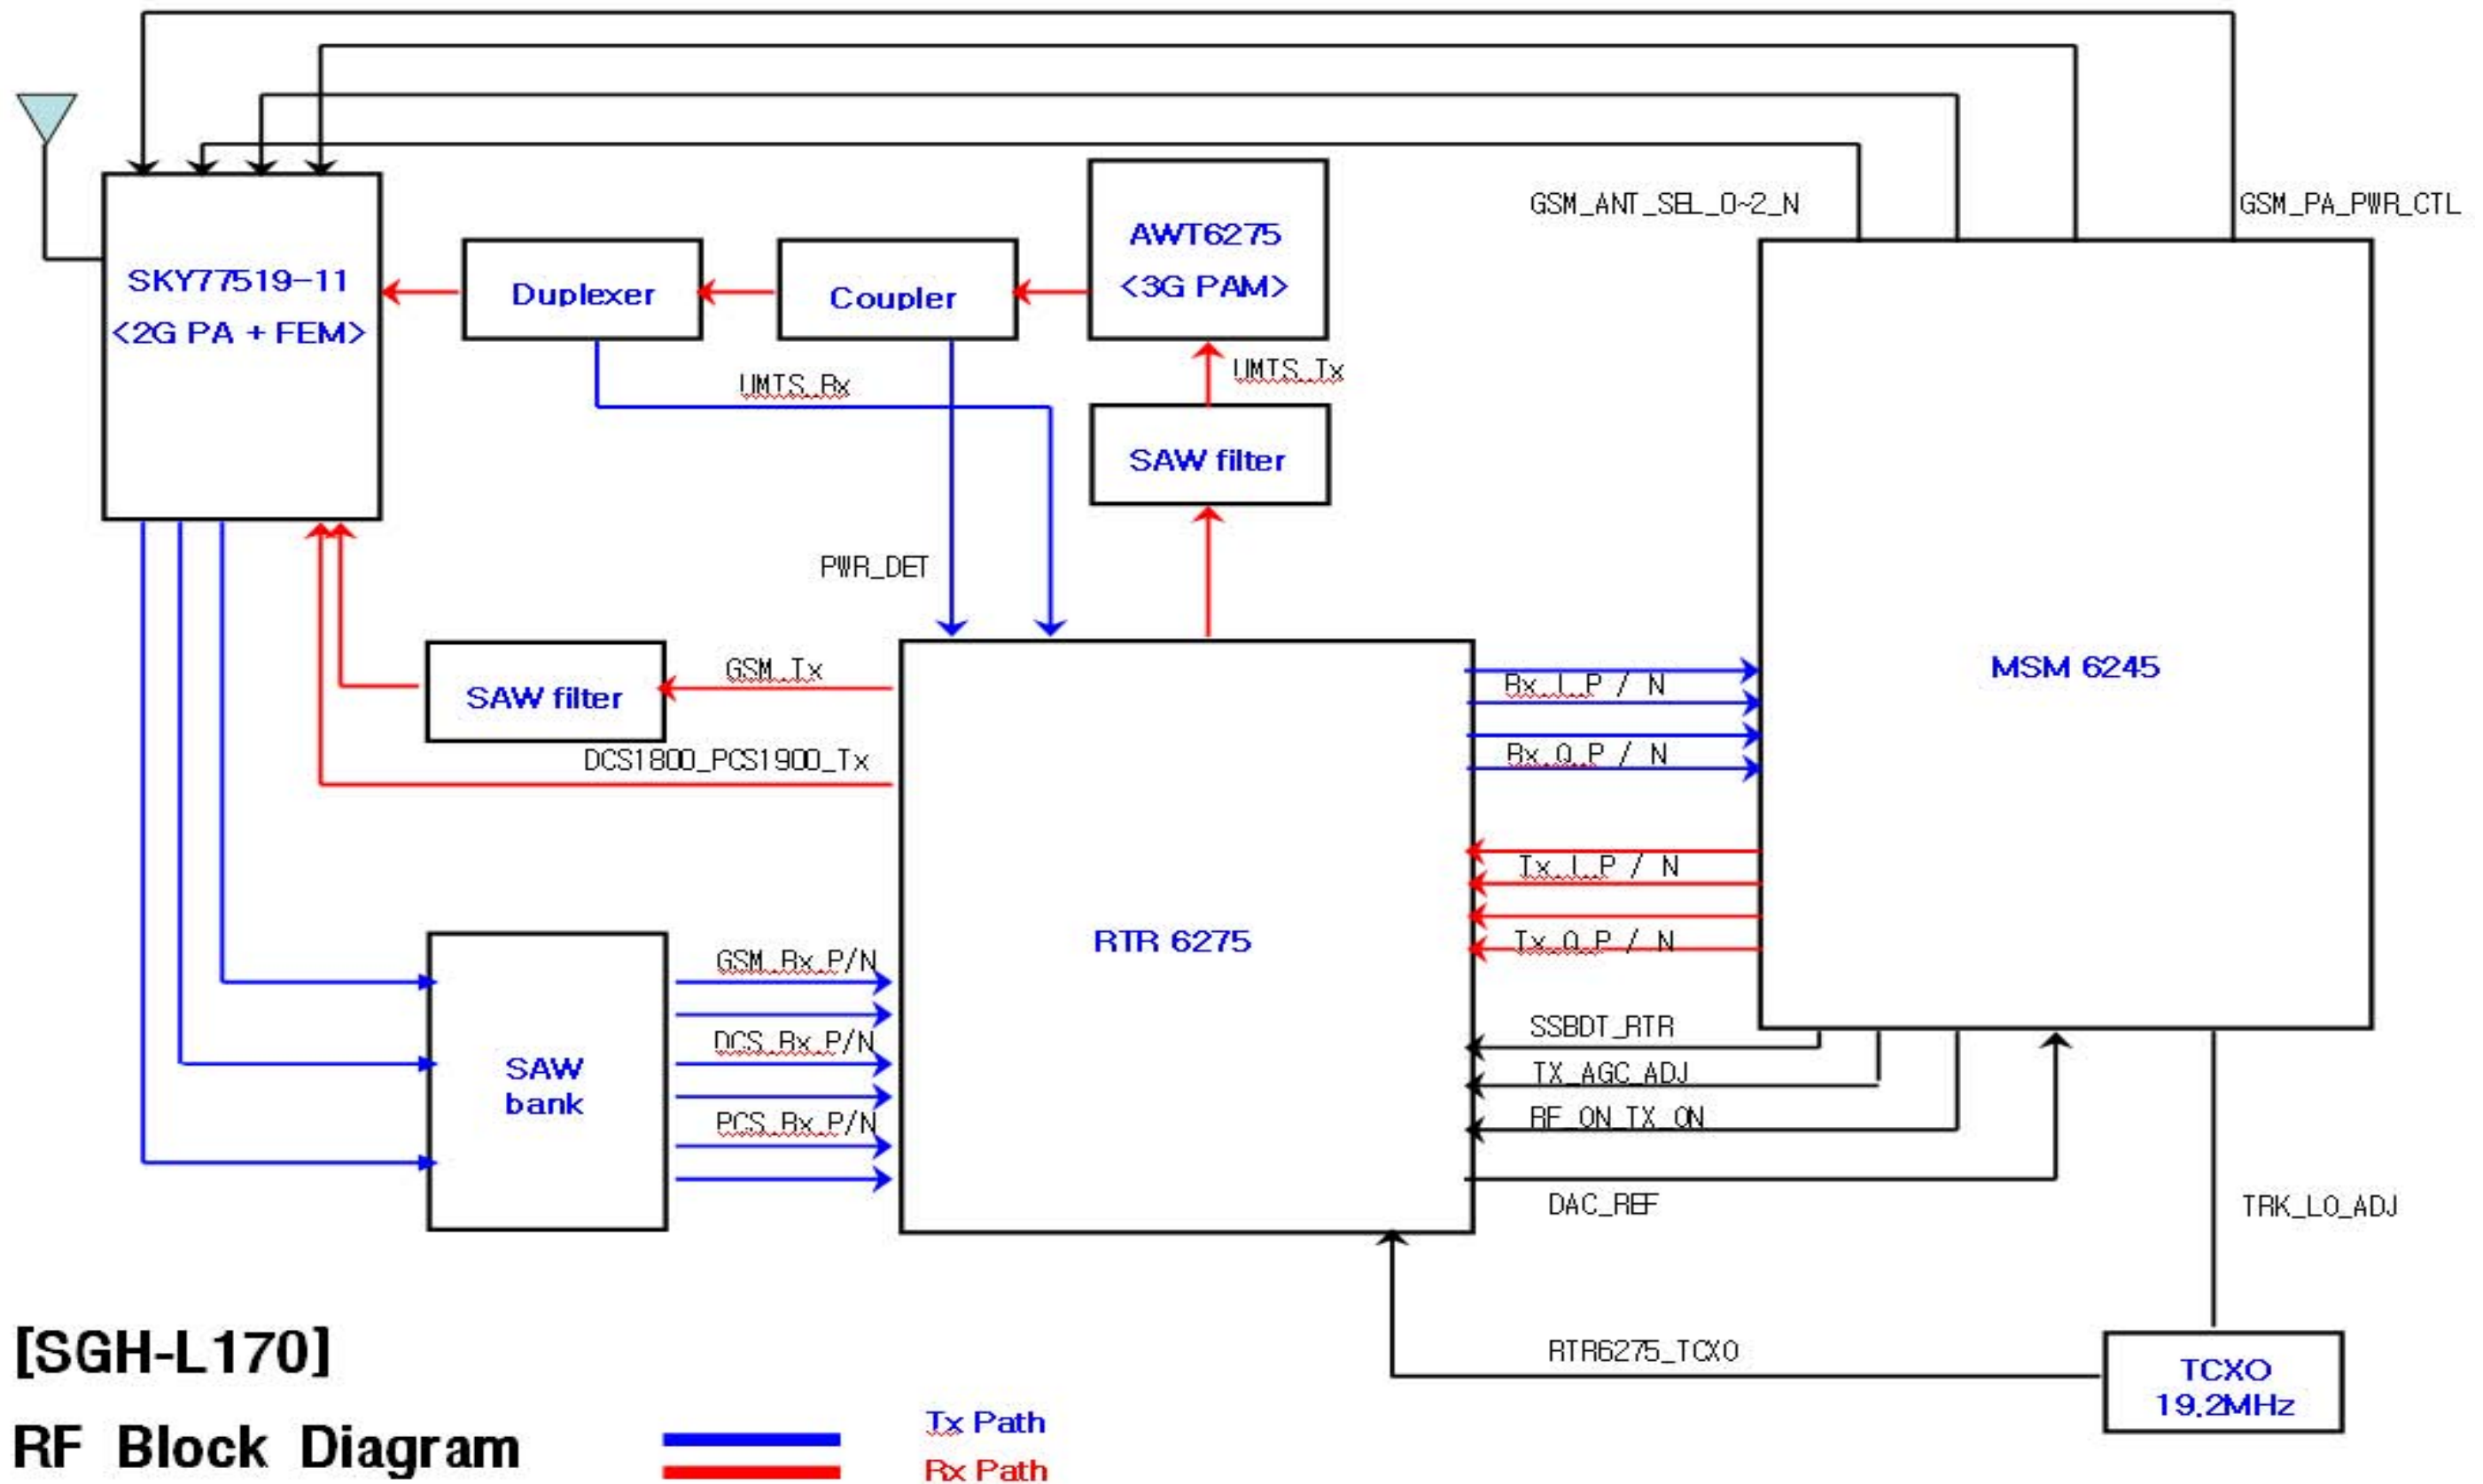 GSM_ANT_SEL_0~2_N
GSM_PA_PWR_CTL
SKY77519-11
<2G PA + FEM>
Duplexer
Coupler
AWT6275
<3G PAM>
UMTS_Rx
UMTS_Tx
SAW filter
PWR_DET
MSM 6245
SAW filter
GSM_Tx
DCS1800_PCS1900_Tx
Rx_I_P / N
Rx_Q_P / N
Tx_I_P / N
Tx_Q_P / N
RTR 6275
SAW
bank
GSM_Rx_P/N
DCS_Rx_P/N
PCS_Rx_P/N
SSBDT_RTR
TX_AGC_ADJ
RF_ON_TX_ON
DAC_REF
TRK_LO_ADJ
RTR6275_TCXO
TCXO
19.2MHz
[SGH-L170]
RF Block Diagram
Tx Path
Rx Path